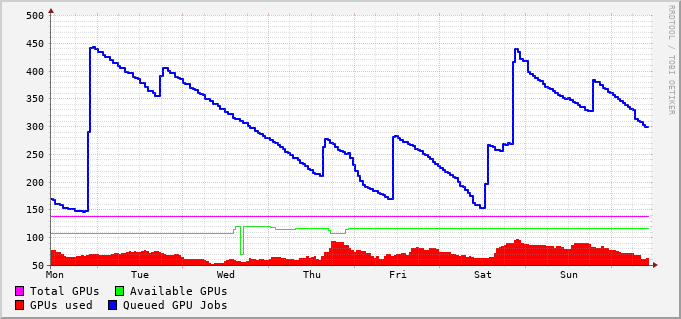 500
450
400
350
300
250
200
150
100
50
Mon Tue Wed Thu Fri Sat Sun
Total GPUs Available GPUs
GPUs used Queued GPU Jobs
RRDTOOL / TOBI OETIKER